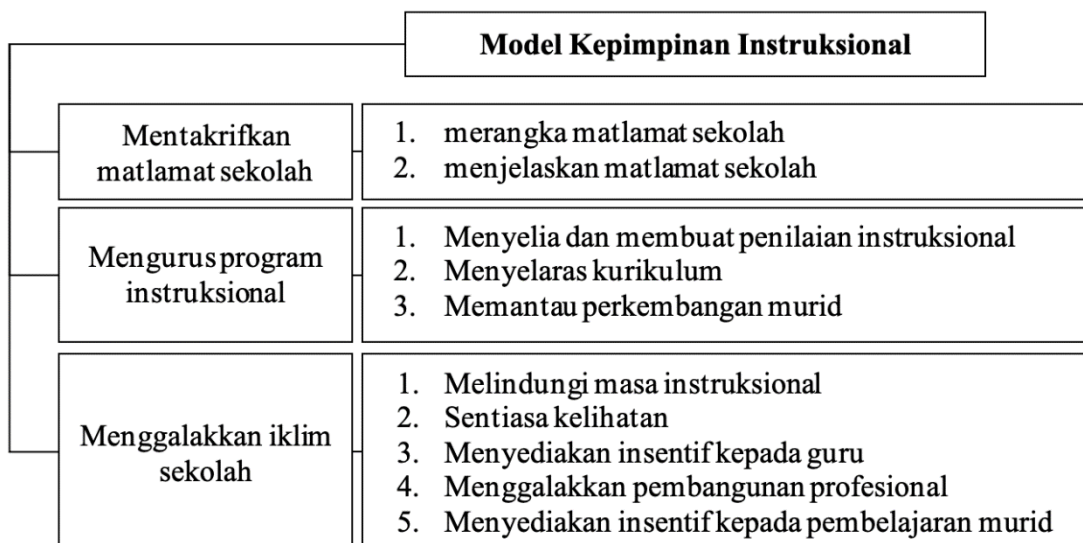 Model Kepimpinan Instruksional
Mentakrifkan
matlamat sekolah
1. merangka matlamat sekolah
2. menjelaskan matlamat sekolah
Mengurus program
instruksional
1. Menyelia dan membuat penilaian instruksional
2. Menyelaras kurikulum
3. Memantau perkembangan murid
Menggalakkan iklim
sekolah
1. Melindungi masa instruksional
2. Sentiasa kelihatan
3. Menyediakan insentif kepada guru
4. Menggalakkan pembangunan profesional
5. Menyediakan insentif kepada pembelajaran murid